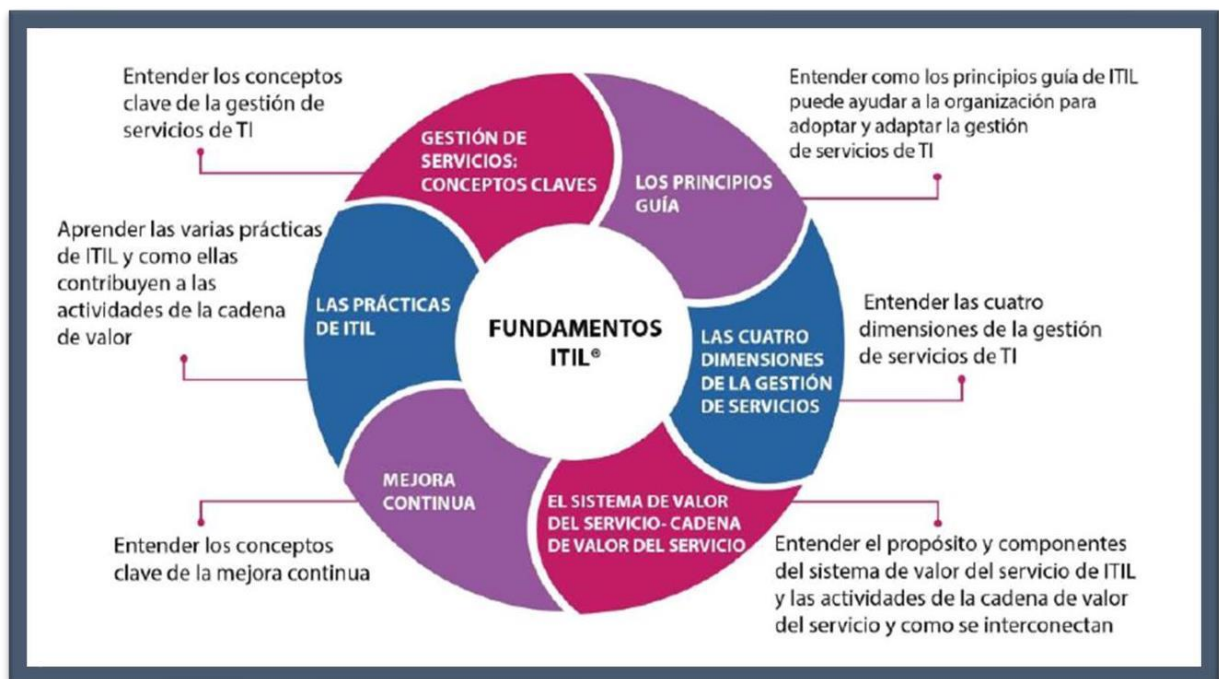 Entender los conceptos
clave de la gestión de
servicios de TI
GESTIÓN DE
SERVICIOS:
CONCEPTOS CLAVES
Entender como los principios guía de ITIL
puede ayudar a la organización para
adoptar y adaptar la gestión
de servicios de TI
LOS PRINCIPIOS
GUÍA
Aprender las varias prácticas
de ITIL y como ellas
contribuyen a las
actividades de la cadena
de valor
LAS PRÁCTICAS
DE ITIL
FUNDAMENTOS
ITIL®
LAS CUATRO
DIMENSIONES
DE LA GESTIÓN
DE SERVICIOS
Entender las cuatro
dimensiones de la gestión
de servicios de TI
MEJORA
CONTINUA
Entender los conceptos
clave de la mejora continua
EL SISTEMA DE VALOR
DEL SERVICIO- CADENA
DE VALOR DEL SERVICIO
Entender el propósito y componentes
del sistema de valor del servicio de ITIL
y las actividades de la cadena de valor
del servicio y como se interconectan